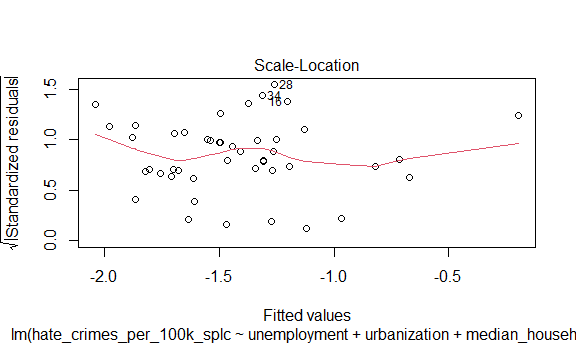 Scale-Location
√|Standardized residuals|
0.0 0.5 1.0 1.5
28
34
16
-2.0 -1.5 -1.0 -0.5
Fitted values
lm(hate_crimes_per_100k_splc ~ unemployment + urbanization + median_househ